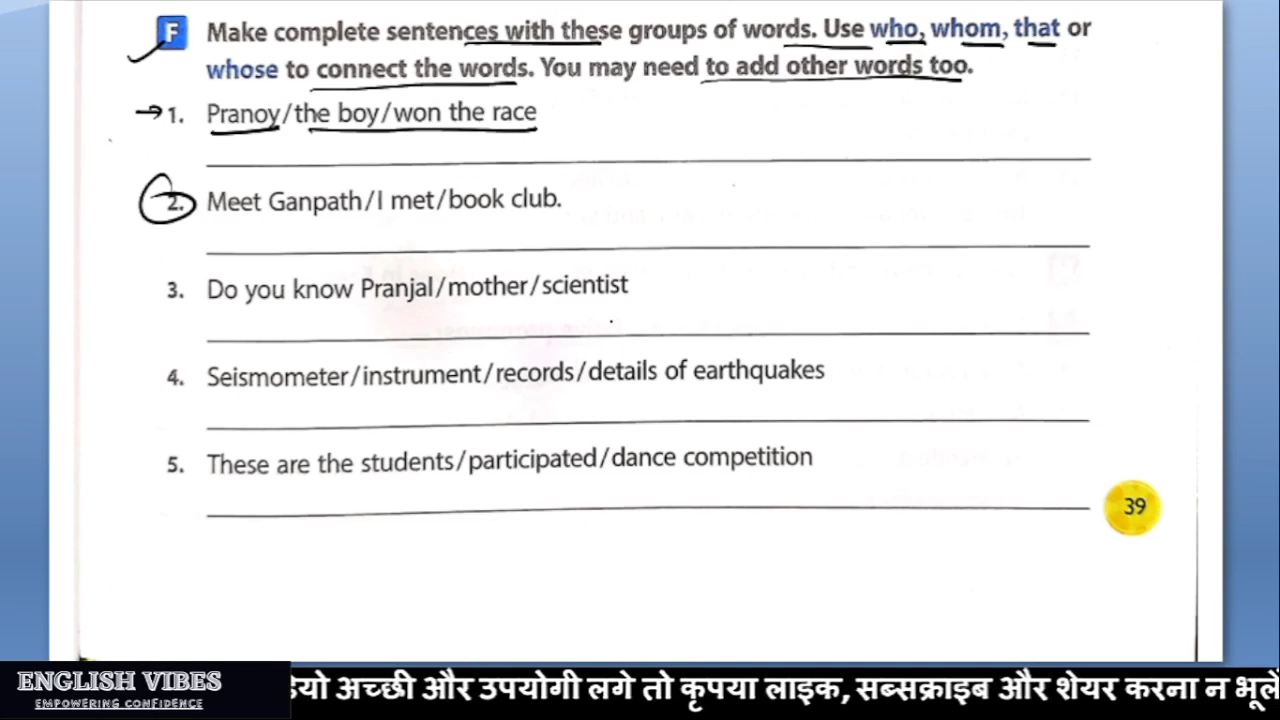 F Make complete sentences with these groups of words. Use who, whom, that or
whose to connect the words. You may need to add other words too.
1. Pranoy/the boy/won the race
2. Meet Ganpath/I met/book club.
3. Do you know Pranjal/mother/scientist
4. Seismometer/instrument/records/details of earthquakes
5. These are the students/participated/dance competition
39
ENGLISH VIBES
EMPOWERING CONFIDENCE
अच्छी और उपयोगी लगे तो कृपया लाइक, सब्सक्राइब और शेयर करना न भूलें